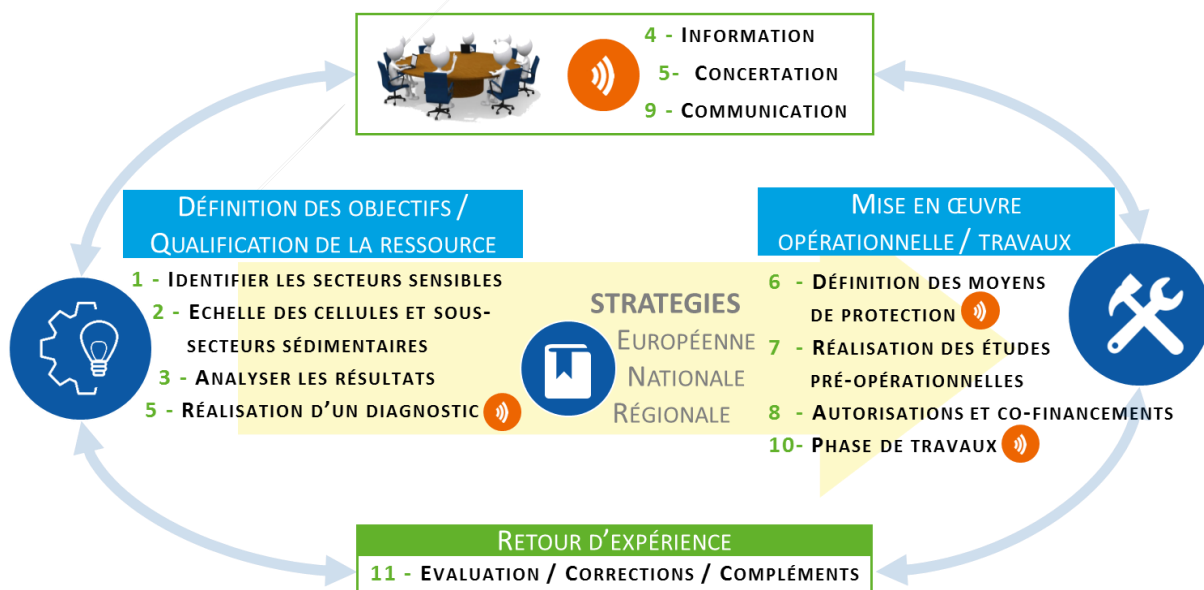 4 - Information
5- Concertation
9 - Communication
Définition des objectifs /
Qualification de la ressource
1 - Identifier les secteurs sensibles
2 - Echelle des cellules et sous-
secteurs sédimentaires
3 - Analyser les résultats
5 - Réalisation d'un diagnostic
STRATEGIES
Européenne
Nationale
Régionale
Mise en œuvre
opérationnelle / travaux
6 - Définition des moyens
de protection
7 - Réalisation des études
pré-opérationnelles
8 - Autorisations et co-financements
10- Phase de travaux
Retour d'expérience
11 - Evaluation / Corrections / Compléments